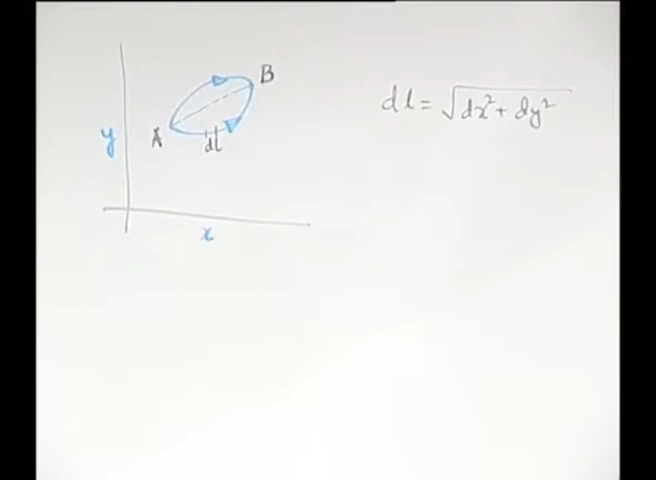 B
dl = √dx² + dy²
y
A
dl
x